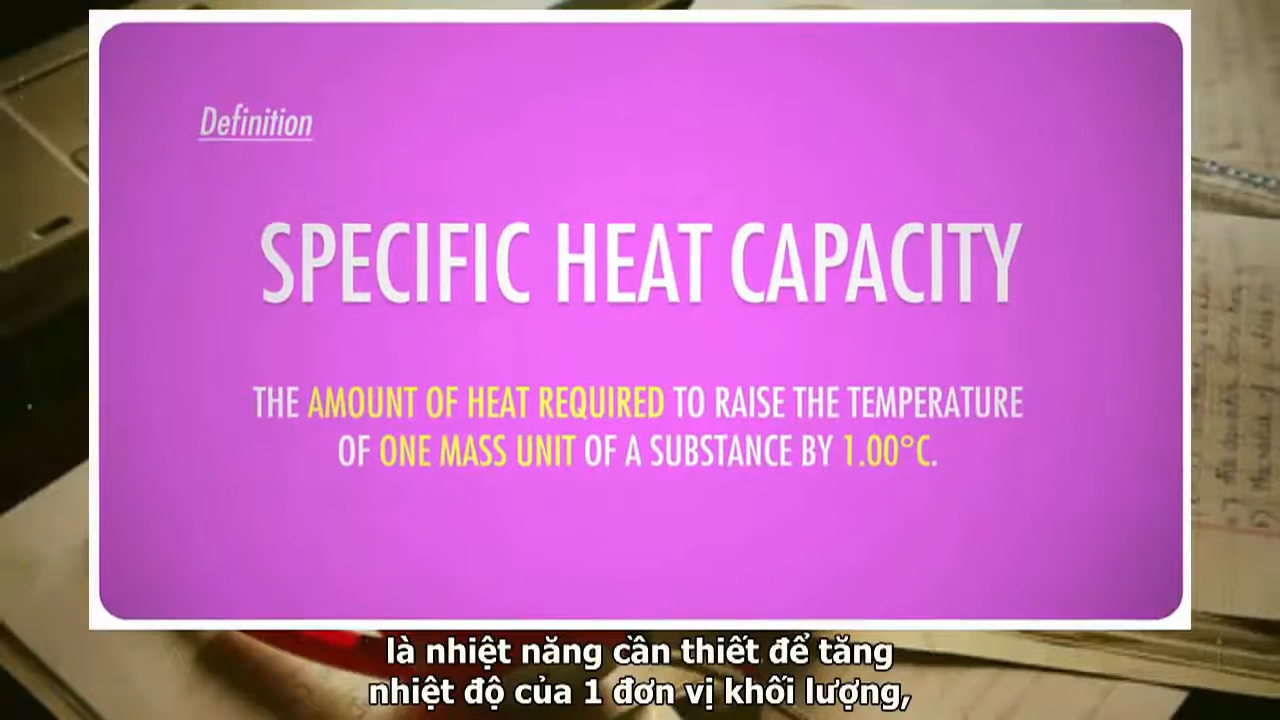 Definition
SPECIFIC HEAT CAPACITY
THE AMOUNT OF HEAT REQUIRED TO RAISE THE TEMPERATURE
OF ONE MASS UNIT OF A SUBSTANCE BY 1.00°C.
là nhiệt năng cần thiết để tăng
nhiệt độ của 1 đơn vị khối lượng,